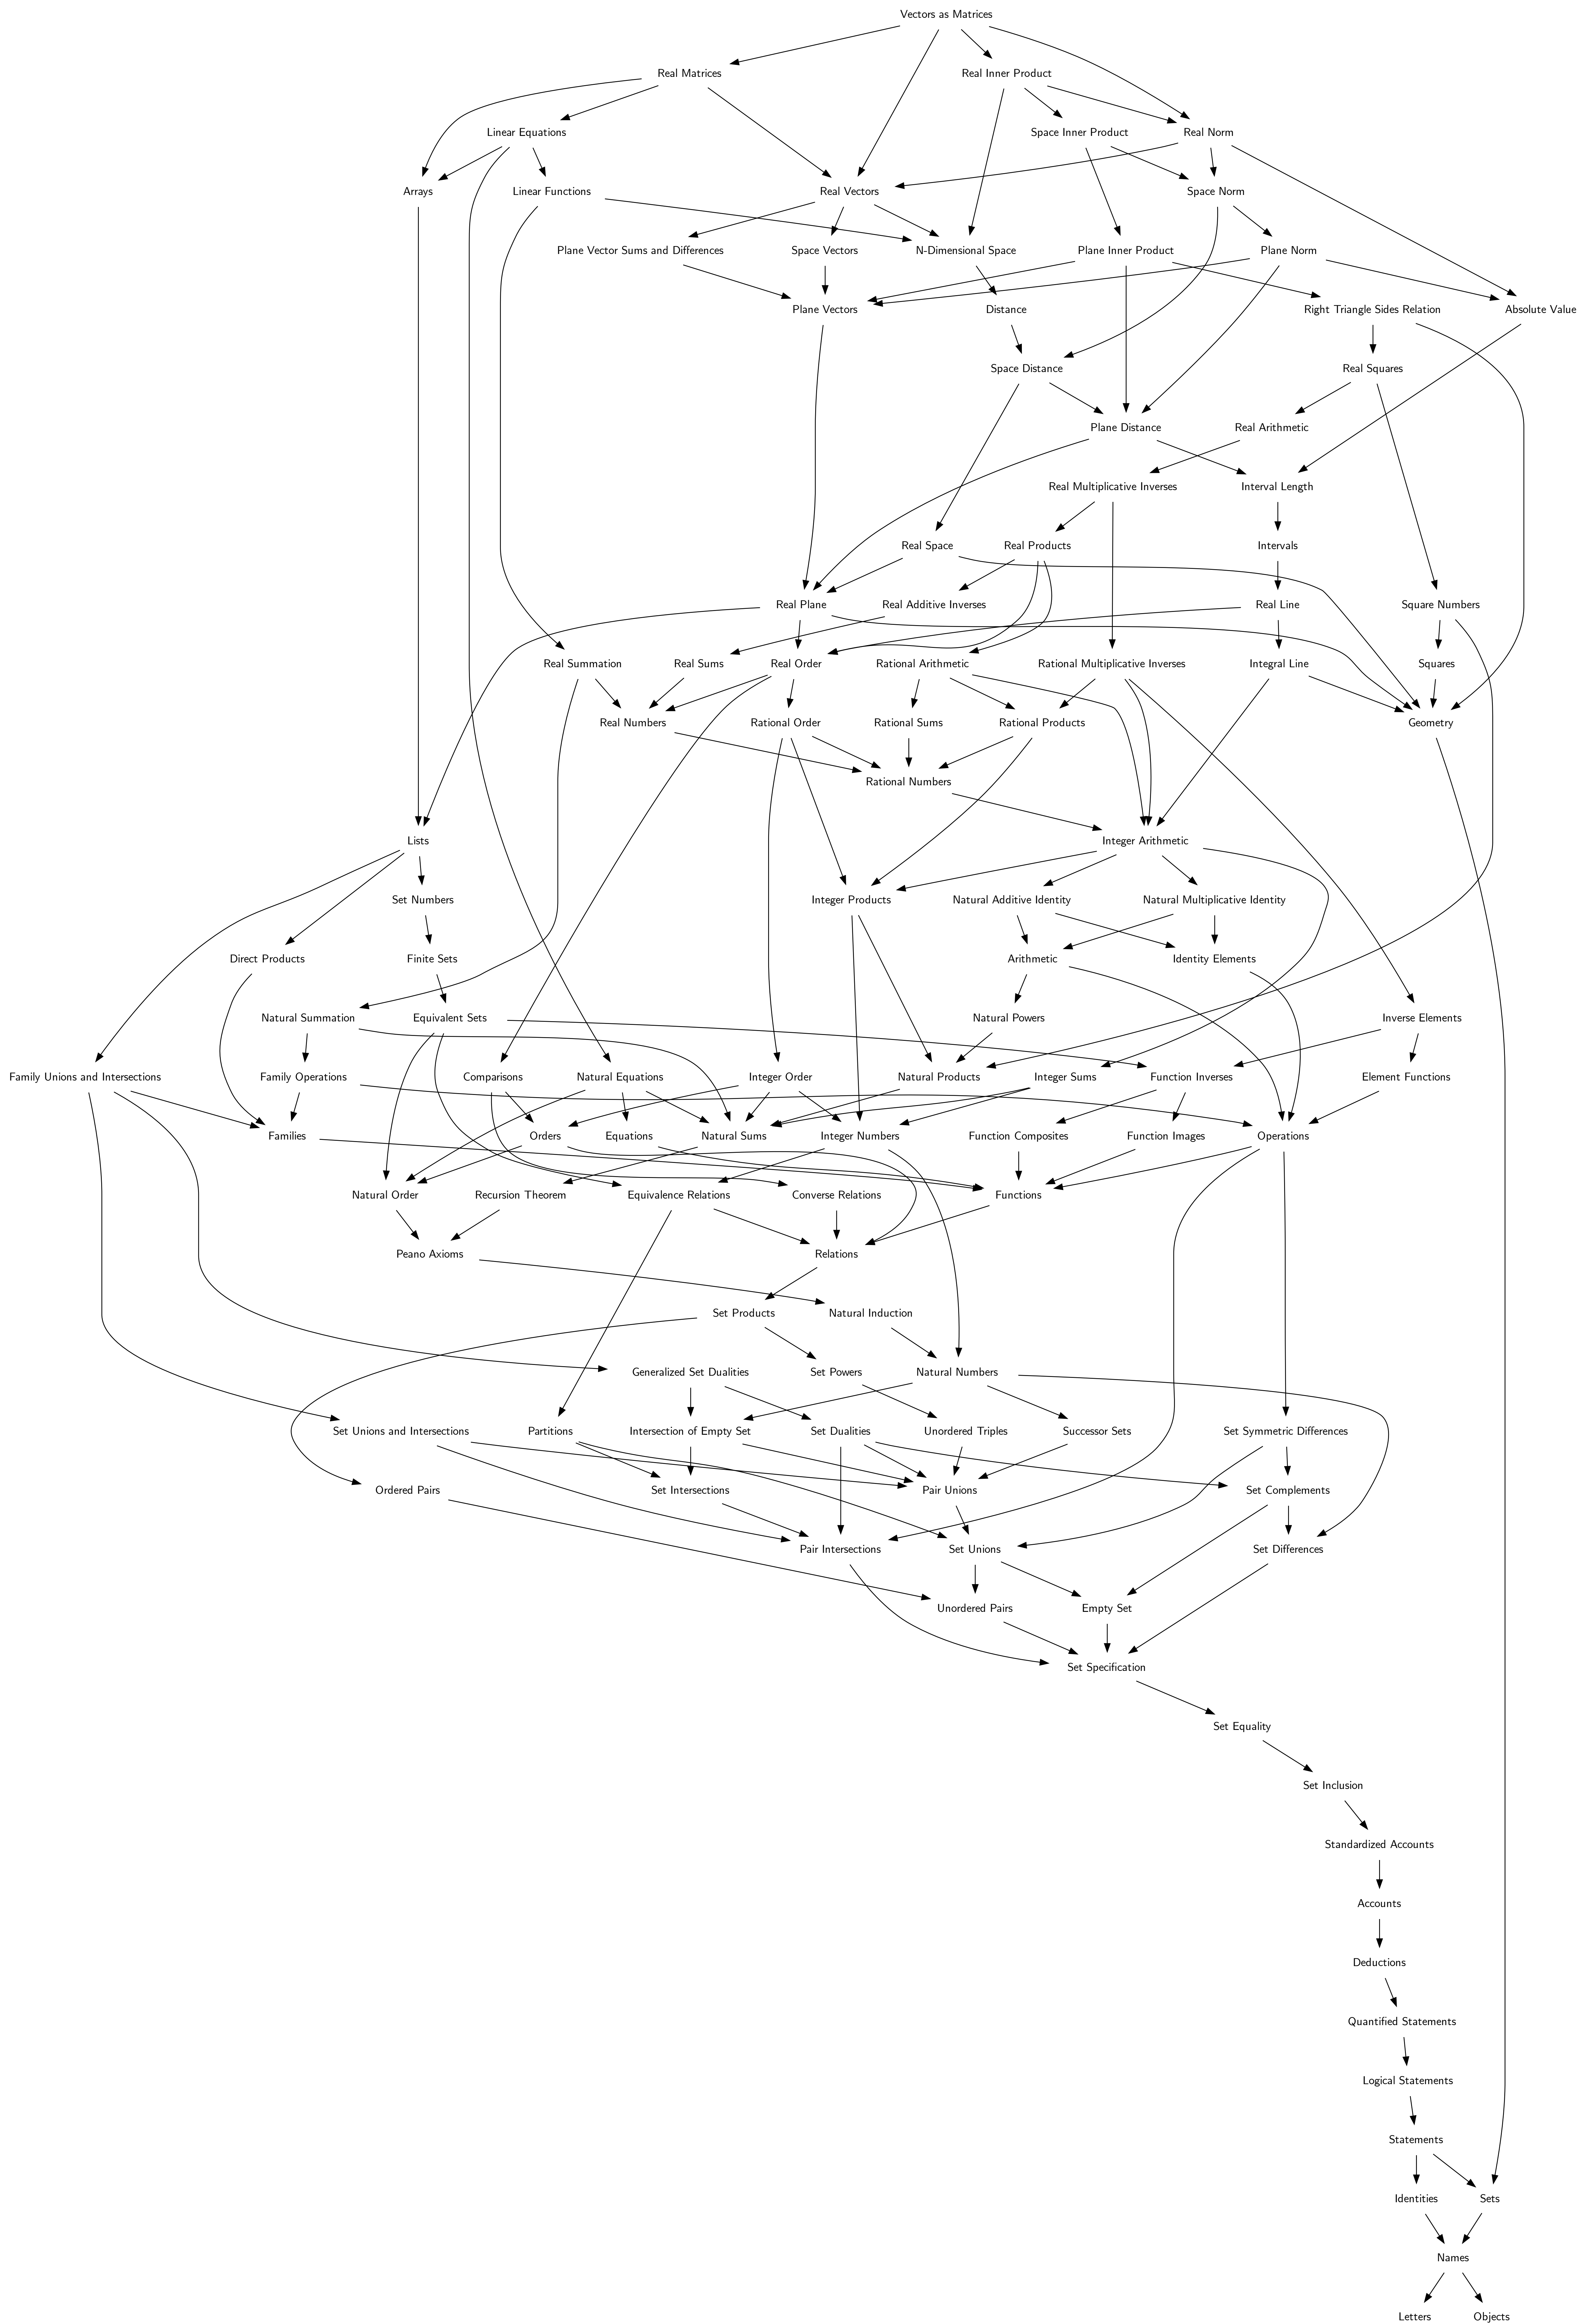 Vectors as Matrices
Real Matrices
Real Inner Product
Linear Equations
Space Inner Product
Real Norm
Arrays
Linear Functions
Real Vectors
Space Norm
Plane Vector Sums and Differences
Space Vectors
N-Dimensional Space
Plane Inner Product
Plane Norm
Plane Vectors
Distance
Right Triangle Sides Relation
Absolute Value
Space Distance
Real Squares
Plane Distance
Real Arithmetic
Real Multiplicative Inverses
Interval Length
Real Space
Real Products
Intervals
Real Plane
Real Additive Inverses
Real Line
Square Numbers
Real Summation
Real Sums
Real Order
Rational Arithmetic
Rational Multiplicative Inverses
Integral Line
Squares
Real Numbers
Rational Order
Rational Sums
Rational Products
Geometry
Rational Numbers
Lists
Integer Arithmetic
Set Numbers
Integer Products
Natural Additive Identity
Natural Multiplicative Identity
Direct Products
Finite Sets
Arithmetic
Identity Elements
Natural Summation
Equivalent Sets
Natural Powers
Inverse Elements
Family Unions and Intersections
Family Operations
Comparisons
Natural Equations
Integer Order
Natural Products
Integer Sums
Function Inverses
Element Functions
Families
Orders
Equations
Natural Sums
Integer Numbers
Function Composites
Function Images
Operations
Natural Order
Recursion Theorem
Equivalence Relations
Converse Relations
Functions
Peano Axioms
Relations
Set Products
Natural Induction
Generalized Set Dualities
Set Powers
Natural Numbers
Set Unions and Intersections
Partitions
Intersection of Empty Set
Set Dualities
Unordered Triples
Successor Sets
Set Symmetric Differences
Ordered Pairs
Set Intersections
Pair Unions
Set Complements
Pair Intersections
Set Unions
Set Differences
Unordered Pairs
Empty Set
Set Specification
Set Equality
Set Inclusion
Standardized Accounts
Accounts
Deductions
Quantified Statements
Logical Statements
Statements
Identities
Sets
Names
Letters
Objects